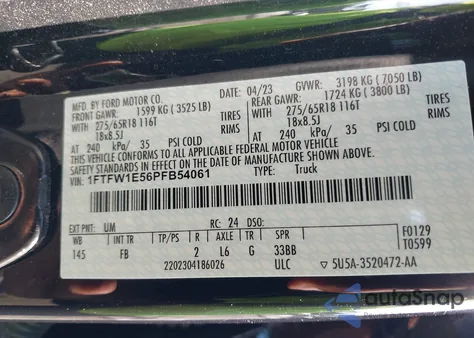 MFD. BY FORD MOTOR CO.
DATE: 04/23 GVWR: 3198 KG (7050 LB)
FRONT GAWR: 1599 KG (3525 LB) REAR GAWR: 1724 KG (3800 LB)
275/65R18 116T TIRES 275/65R18 116T TIRES
18x8.5J RIMS 18x8.5J RIMS
AT 240 kPa/ 35 PSI COLD AT 240 kPa/ 35 PSI COLD
THIS VEHICLE CONFORMS TO ALL APPLICABLE FEDERAL MOTOR VEHICLE
SAFETY STANDARDS IN EFFECT ON THE DATE OF MANUFACTURE SHOWN ABOVE.
VIN: 1FTFW1E56PFB54061 TYPE: Truck
EXT PNT: UM RC: 24 DSO: F0129
WB INT TR TP/PS R AXLE TR SPR T0599
145 FB 2 L6 G 33BB
2202304186026 ULC 5U5A-3520472-AA
autoSnap